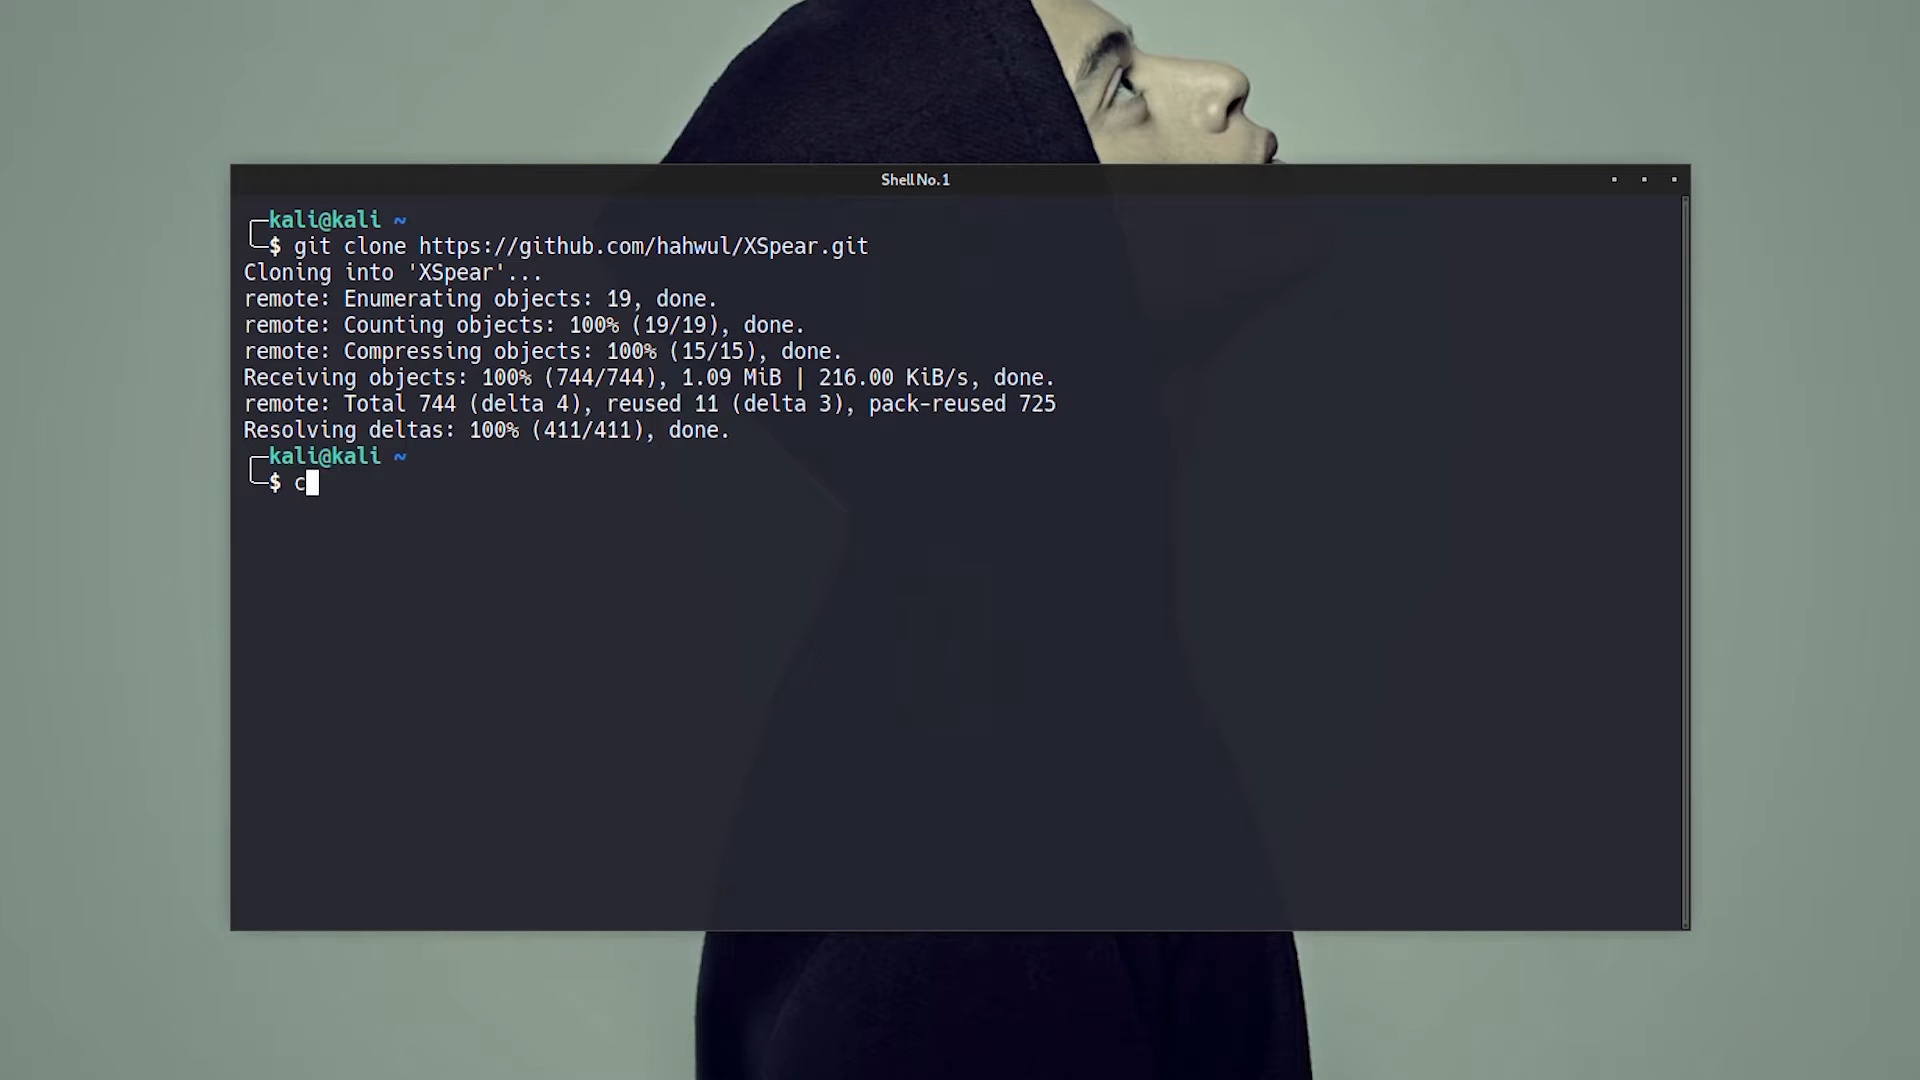 Shell No. 1
kali@kali ~
$ git clone https://github.com/hahwul/XSpear.git
Cloning into 'XSpear'...
remote: Enumerating objects: 19, done.
remote: Counting objects: 100% (19/19), done.
remote: Compressing objects: 100% (15/15), done.
Receiving objects: 100% (744/744), 1.09 MiB | 216.00 KiB/s, done.
remote: Total 744 (delta 4), reused 11 (delta 3), pack-reused 725
Resolving deltas: 100% (411/411), done.
kali@kali ~
$ c